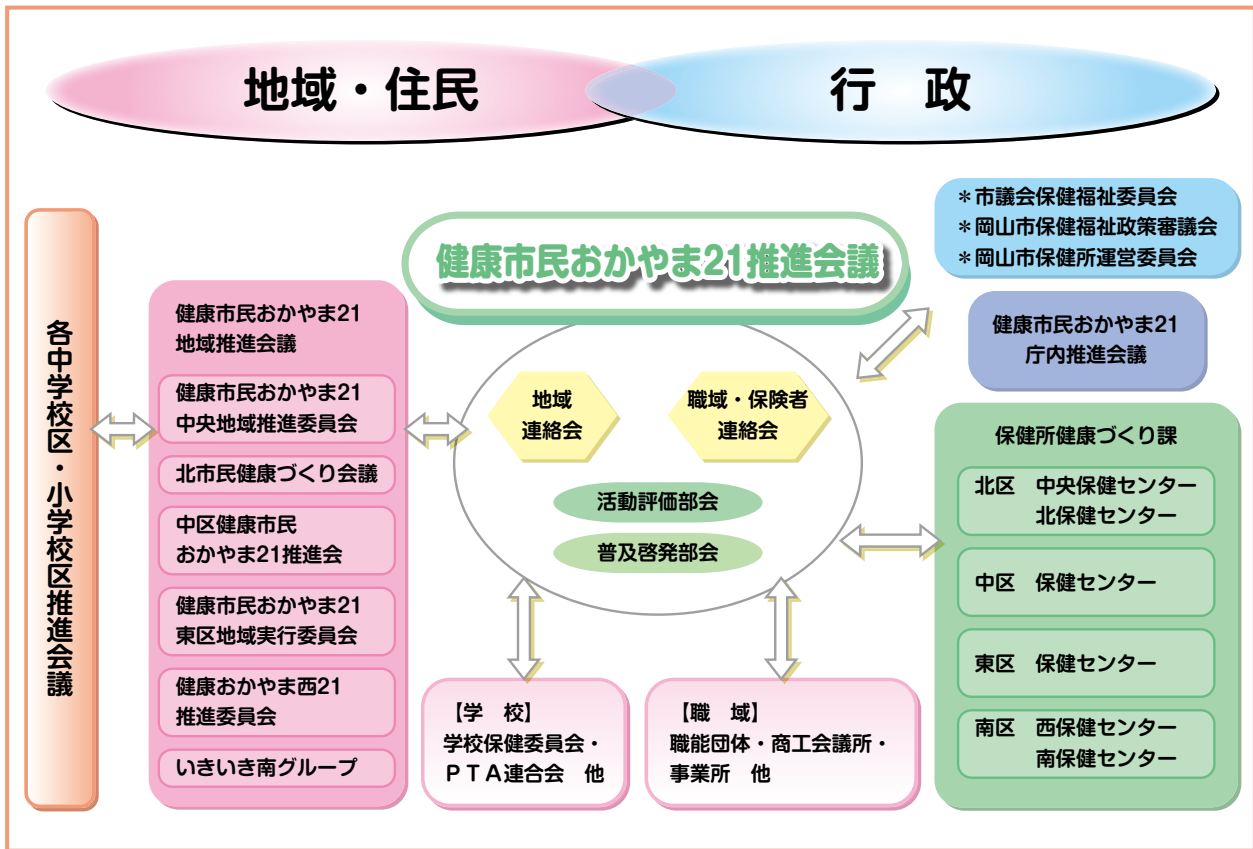 地域・住民
行　政
各中学校区・小学校区推進会議
健康市民おかやま21
地域推進会議
健康市民おかやま21
中央地域推進委員会
北市民健康づくり会議
中区健康市民
おかやま21推進会
健康市民おかやま21
東区地域実行委員会
健康おかやま西21
推進委員会
いきいき南グループ
健康市民おかやま21推進会議
地域
連絡会
職域・保険者
連絡会
活動評価部会
普及啓発部会
【学　校】
学校保健委員会・
ＰＴＡ連合会　他
【職　域】
職能団体・商工会議所・
事業所　他
＊市議会保健福祉委員会
＊岡山市保健福祉政策審議会
＊岡山市保健所運営委員会
健康市民おかやま21
庁内推進会議
保健所健康づくり課
北区　中央保健センター
北保健センター
中区　保健センター
東区　保健センター
南区　西保健センター
南保健センター